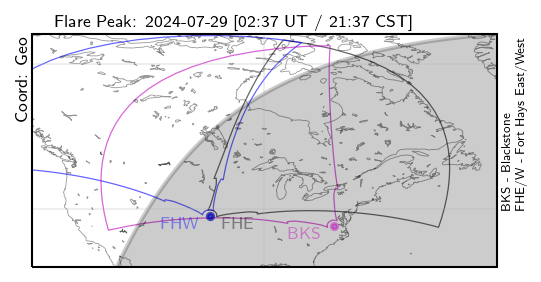 Flare Peak: 2024-07-29 [02:37 UT / 21:37 CST]
Coord: Geo
FHW
FHE
BKS
BKS - Blackstone
FHE/W - Fort Hays East/West